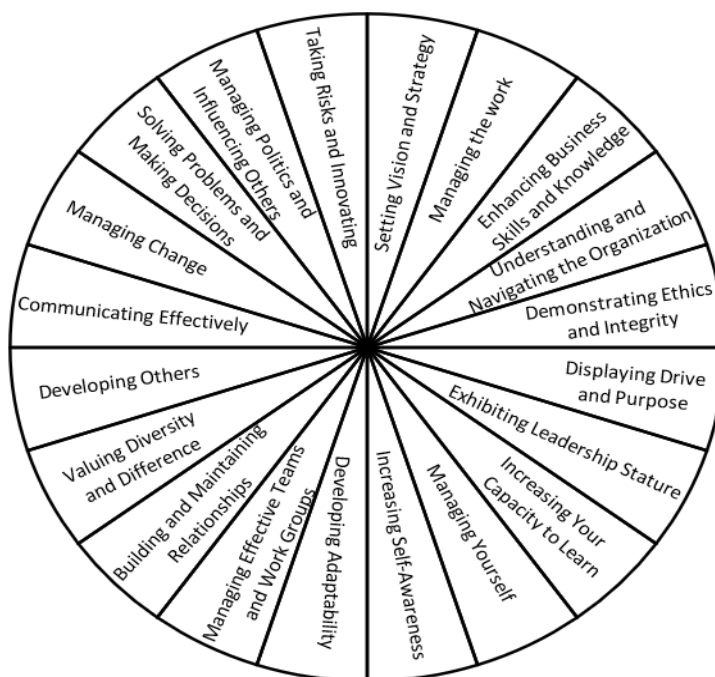 Setting Vision and Strategy
Managing the work
Enhancing Business
Skills and Knowledge
Understanding and
Navigating the Organization
Demonstrating Ethics
and Integrity
Displaying Drive
and Purpose
Exhibiting Leadership Stature
Increasing Your
Capacity to Learn
Managing Yourself
Increasing Self-Awareness
Developing Adaptability
Managing Effective Teams
and Work Groups
Building and Maintaining
Relationships
Valuing Diversity
and Difference
Developing Others
Communicating Effectively
Managing Change
Solving Problems and
Making Decisions
Managing Politics and
Influencing Others
Taking Risks and Innovating